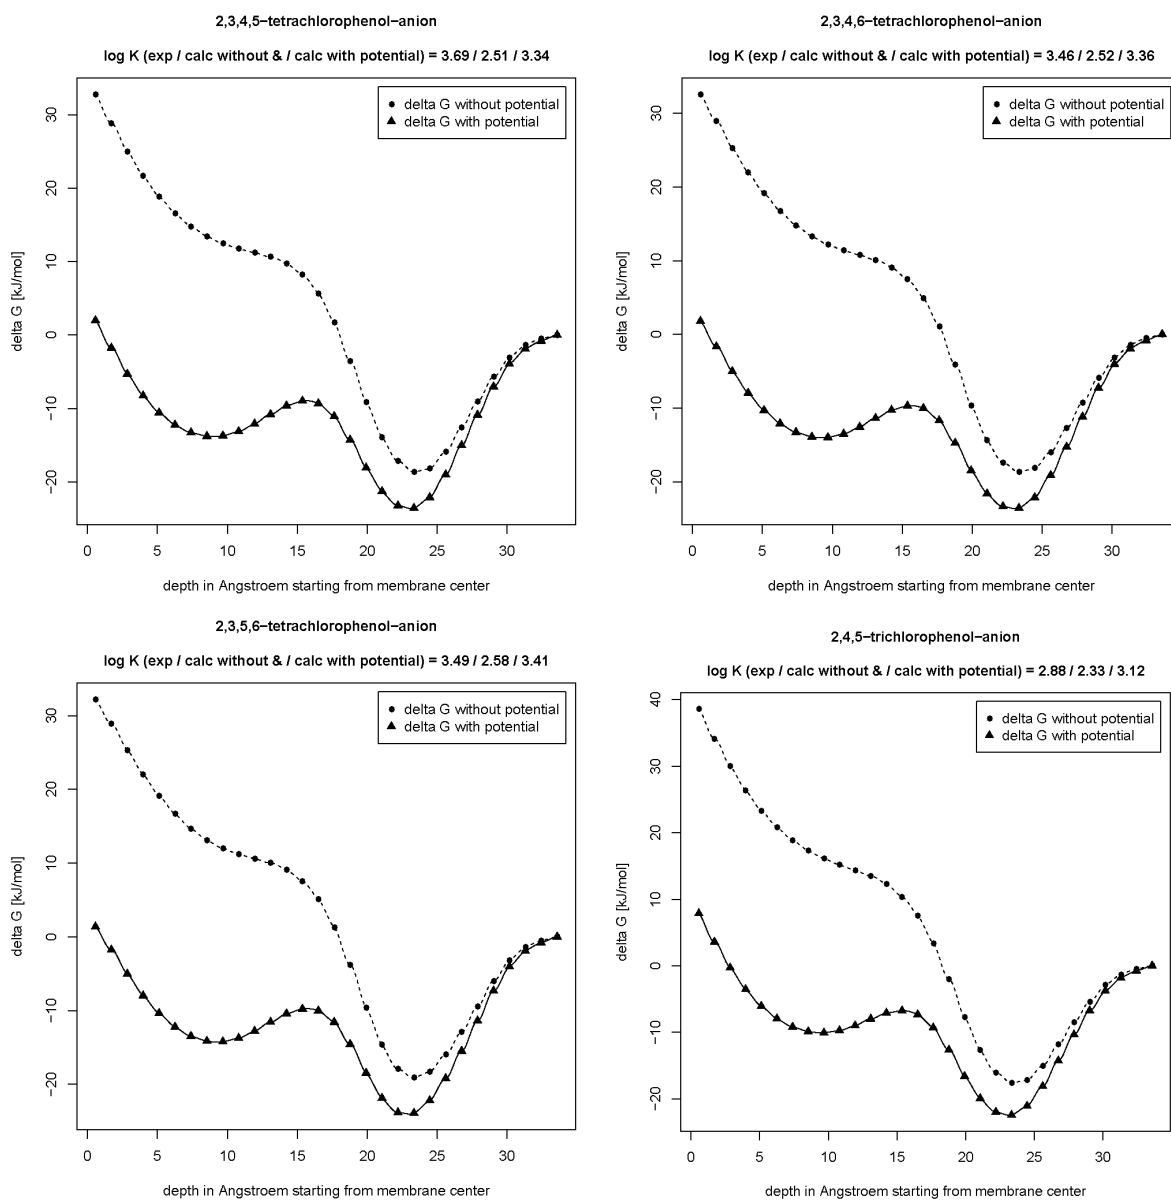 2,3,4,5−tetrachlorophenol−anion
log K (exp / calc without & / calc with potential) = 3.69 / 2.51 / 3.34
delta G without potential
delta G with potential
30
20
10
0
−10
−20
delta G [kJ/mol]
0 5 10 15 20 25 30
depth in Angstroem starting from membrane center
2,3,4,6−tetrachlorophenol−anion
log K (exp / calc without & / calc with potential) = 3.46 / 2.52 / 3.36
delta G without potential
delta G with potential
30
20
10
0
−10
−20
delta G [kJ/mol]
0 5 10 15 20 25 30
depth in Angstroem starting from membrane center
2,3,5,6−tetrachlorophenol−anion
log K (exp / calc without & / calc with potential) = 3.49 / 2.58 / 3.41
delta G without potential
delta G with potential
30
20
10
0
−10
−20
delta G [kJ/mol]
0 5 10 15 20 25 30
depth in Angstroem starting from membrane center
2,4,5−trichlorophenol−anion
log K (exp / calc without & / calc with potential) = 2.88 / 2.33 / 3.12
delta G without potential
delta G with potential
40
30
20
10
0
−10
−20
delta G [kJ/mol]
0 5 10 15 20 25 30
depth in Angstroem starting from membrane center